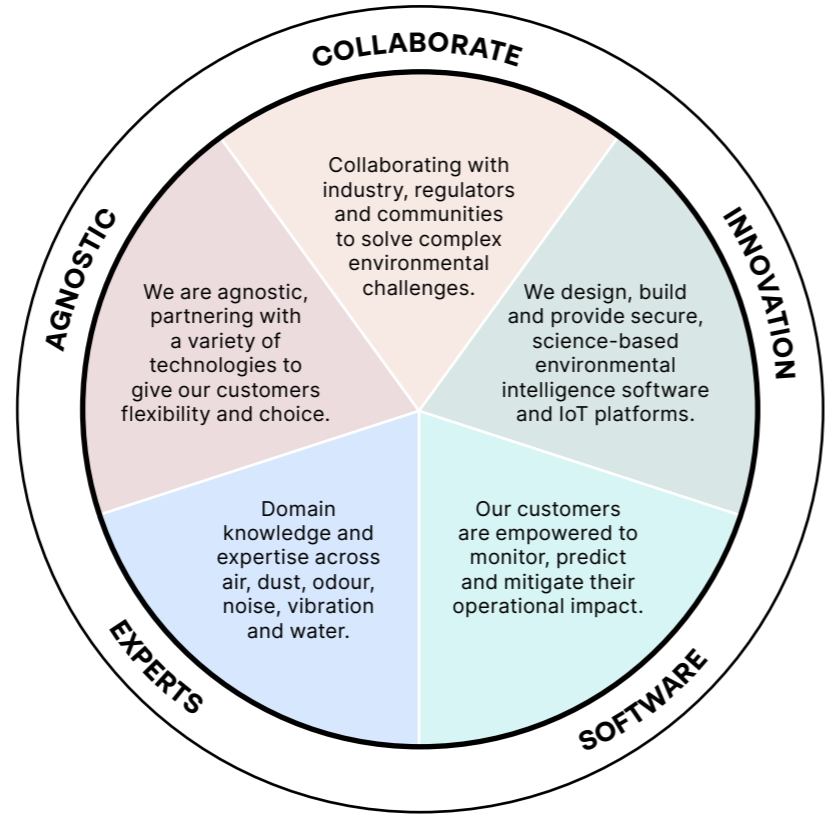 COLLABORATE
Collaborating with
industry, regulators
and communities
to solve complex
environmental
challenges.
INNOVATION
We design, build
and provide secure,
science-based
environmental
intelligence software
and IoT platforms.
SOFTWARE
Our customers
are empowered to
monitor, predict
and mitigate their
operational impact.
EXPERTS
Domain
knowledge and
expertise across
air, dust, odour,
noise, vibration
and water.
AGNOSTIC
We are agnostic,
partnering with
a variety of
technologies to
give our customers
flexibility and choice.